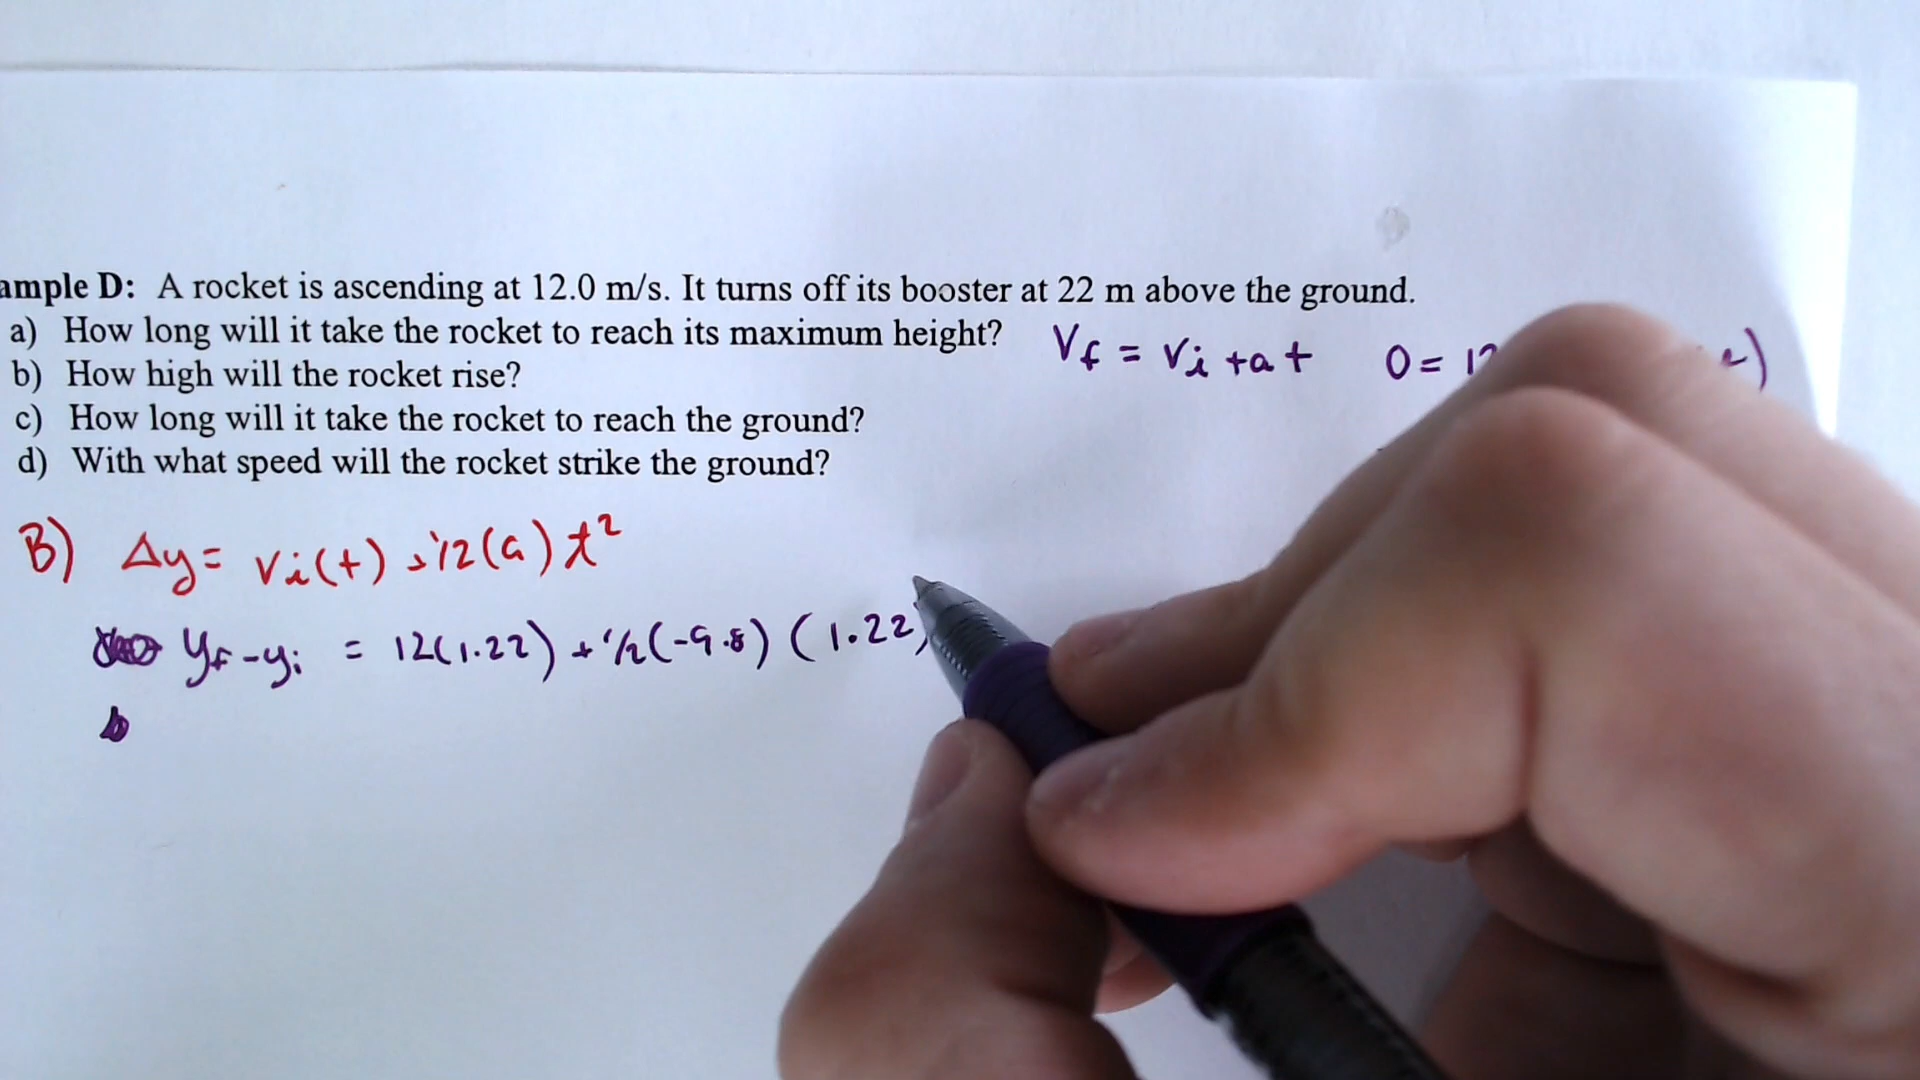 ample D: A rocket is ascending at 12.0 m/s. It turns off its booster at 22 m above the ground.
a) How long will it take the rocket to reach its maximum height?
Vf = Vi + at 0 = 12
b) How high will the rocket rise?
c) How long will it take the rocket to reach the ground?
d) With what speed will the rocket strike the ground?
B) Δy = Vi(t) + 1/2(a)t²
yf - yi = 12(1.22) + 1/2(-9.8)(1.22)